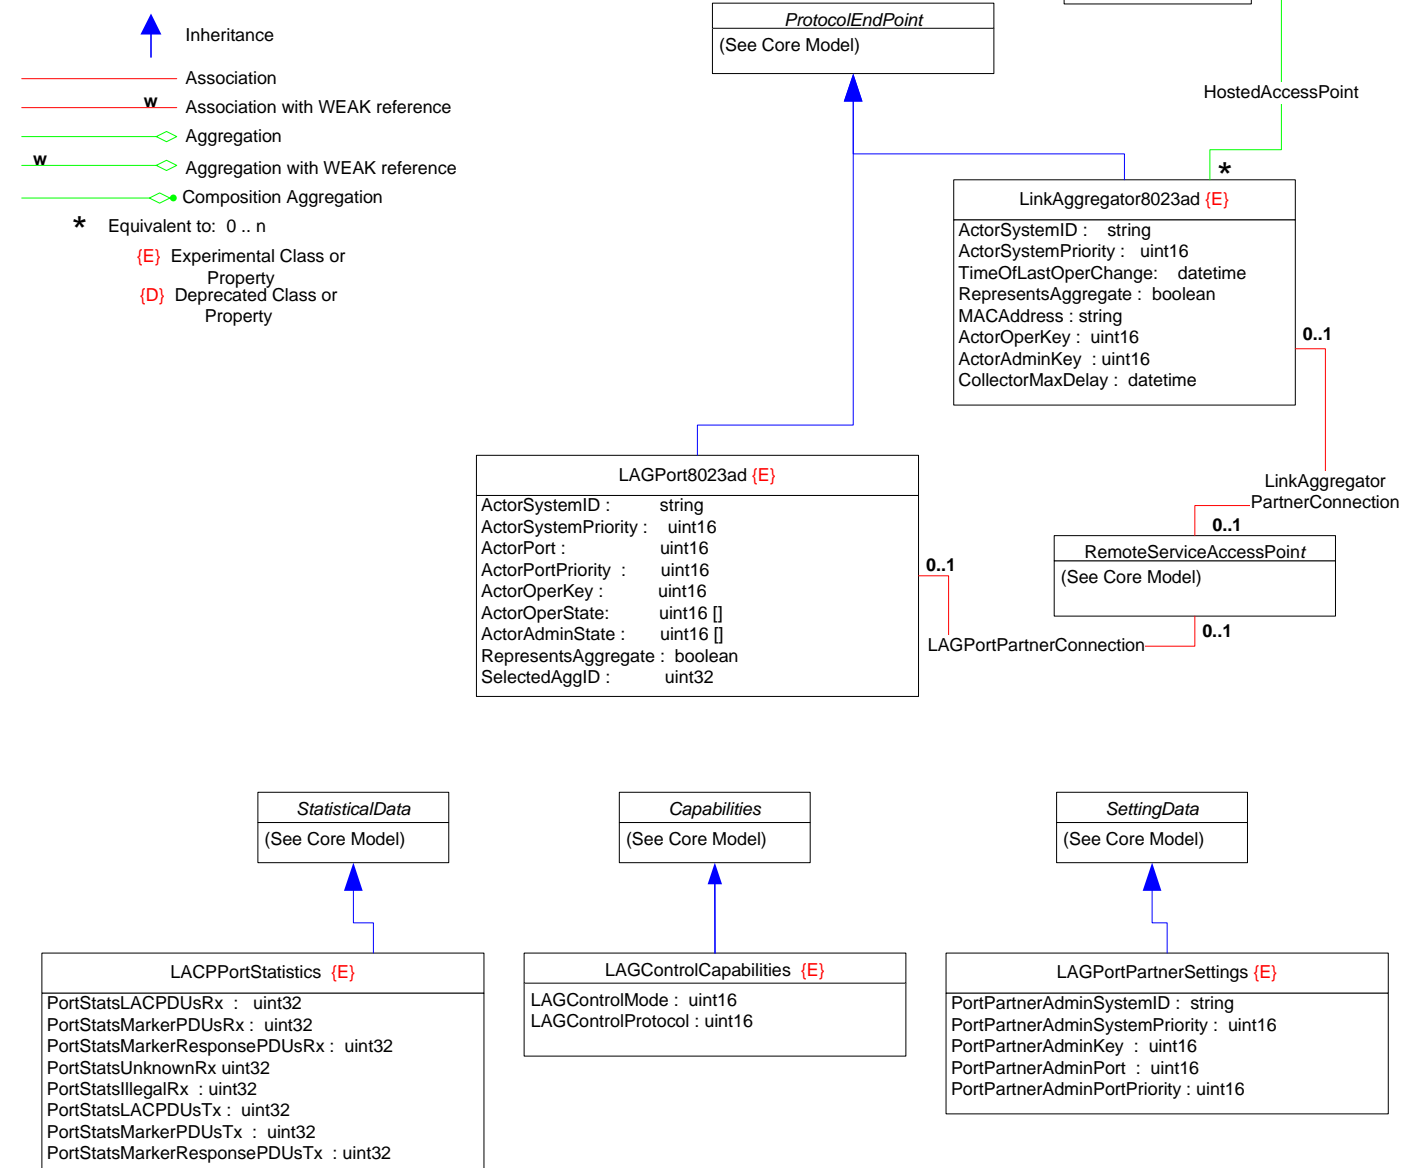 Inheritance
Association
w
Association with WEAK reference
Aggregation
w
Aggregation with WEAK reference
Composition Aggregation
* Equivalent to: 0 .. n
{E} Experimental Class or
Property
{D} Deprecated Class or
Property
ProtocolEndPoint
(See Core Model)
HostedAccessPoint
*
LinkAggregator8023ad {E}
ActorSystemID : string
ActorSystemPriority : uint16
TimeOfLastOperChange: datetime
RepresentsAggregate : boolean
MACAddress : string
ActorOperKey : uint16
ActorAdminKey : uint16
CollectorMaxDelay : datetime
0..1
LinkAggregator
PartnerConnection
0..1
RemoteServiceAccessPoint
(See Core Model)
0..1
LAGPort8023ad {E}
ActorSystemID : string
ActorSystemPriority : uint16
ActorPort : uint16
ActorPortPriority : uint16
ActorOperKey : uint16
ActorOperState: uint16 []
ActorAdminState : uint16 []
RepresentsAggregate : boolean
SelectedAggID : uint32
0..1
LAGPortPartnerConnection
StatisticalData
(See Core Model)
Capabilities
(See Core Model)
SettingData
(See Core Model)
LACPPortStatistics {E}
PortStatsLACPDUsRx : uint32
PortStatsMarkerPDUsRx : uint32
PortStatsMarkerResponsePDUsRx : uint32
PortStatsUnknownRx uint32
PortStatsIllegalRx : uint32
PortStatsLACPDUsTx : uint32
PortStatsMarkerPDUsTx : uint32
PortStatsMarkerResponsePDUsTx : uint32
LAGControlCapabilities {E}
LAGControlMode : uint16
LAGControlProtocol : uint16
LAGPortPartnerSettings {E}
PortPartnerAdminSystemID : string
PortPartnerAdminSystemPriority : uint16
PortPartnerAdminKey : uint16
PortPartnerAdminPort : uint16
PortPartnerAdminPortPriority : uint16